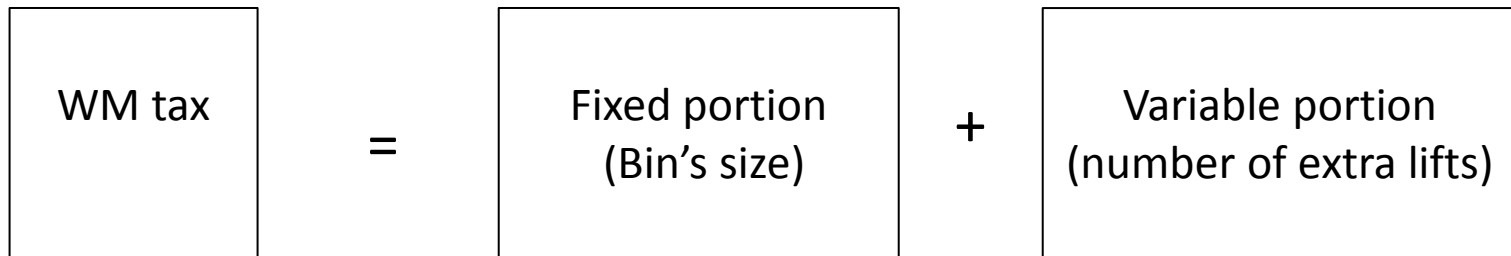 WM tax
=
Fixed portion
(Bin’s size)
+
Variable portion
(number of extra lifts)